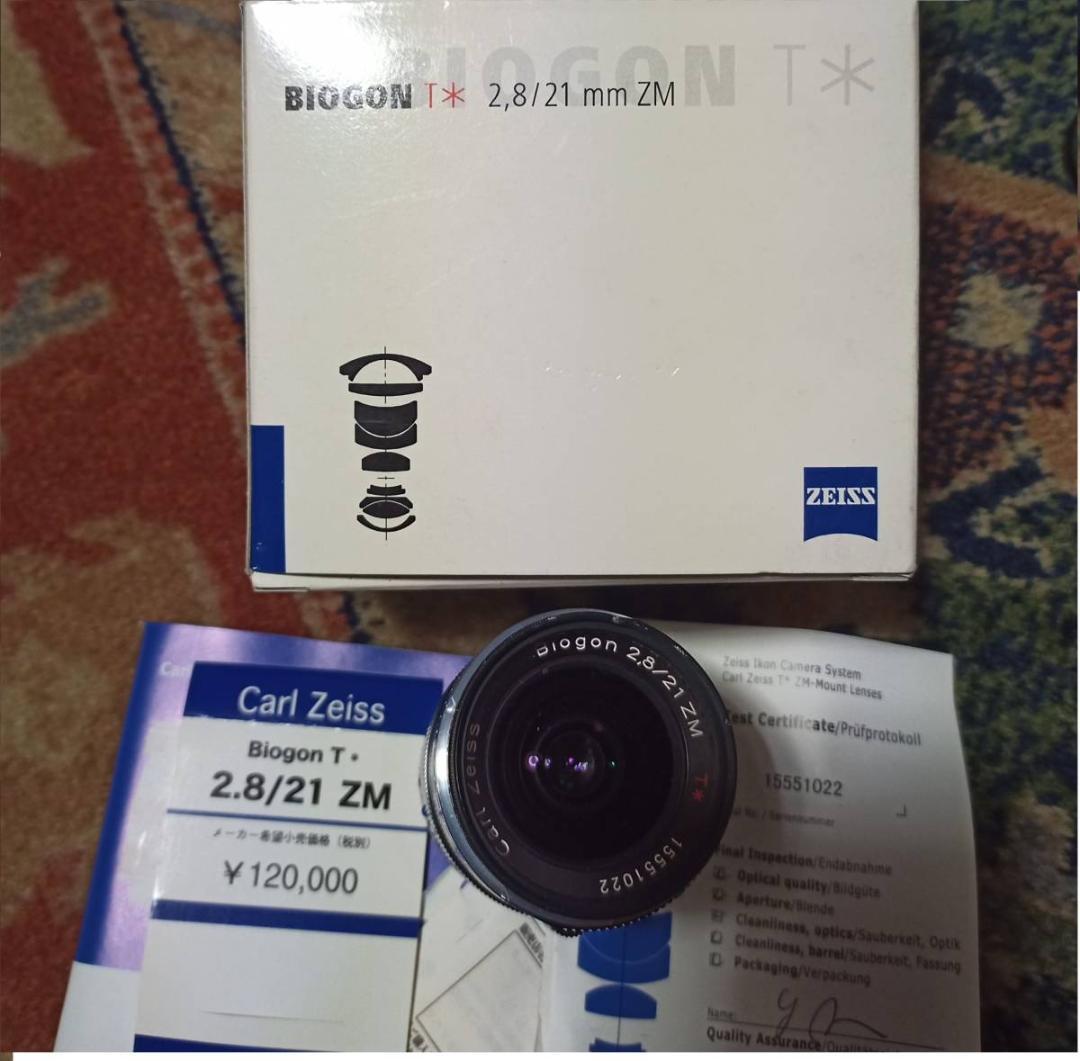 BIOGON T*
BIOGON T* 2,8/21 mm ZM
ZEISS
Biogon 2,8/21 ZM T*
15551022
Carl Zeiss
Carl Zeiss
Biogon T•
2.8/21 ZM
メーカー希望小売価格(税別)
¥120,000
Zeiss Ikon Camera System
Carl Zeiss T* ZM-Mount Lenses
Test Certificate/Prüfprotokoll
15551022
No. / Seriennummer
Final Inspection/Endabnahme
Optical quality/Bildgüte
Aperture/Blende
Cleanliness, optics/Sauberkeit, Optik
Cleanliness, barrel/Sauberkeit, Fassung
Packaging/Verpackung
Name:
Quality Assurance/